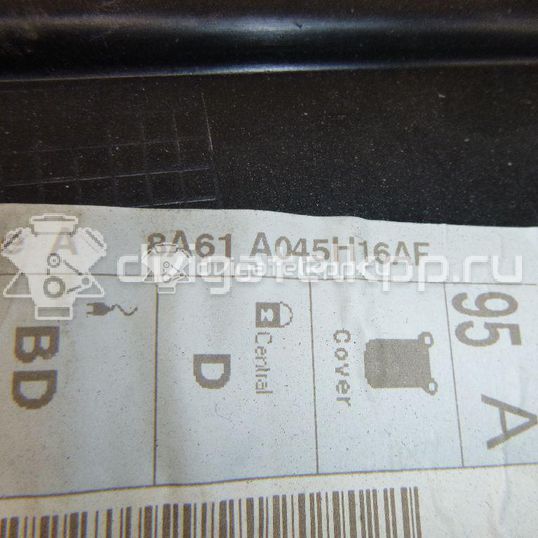 A
8A61 A045H16AF
BD
D
Central
Cover
95
A